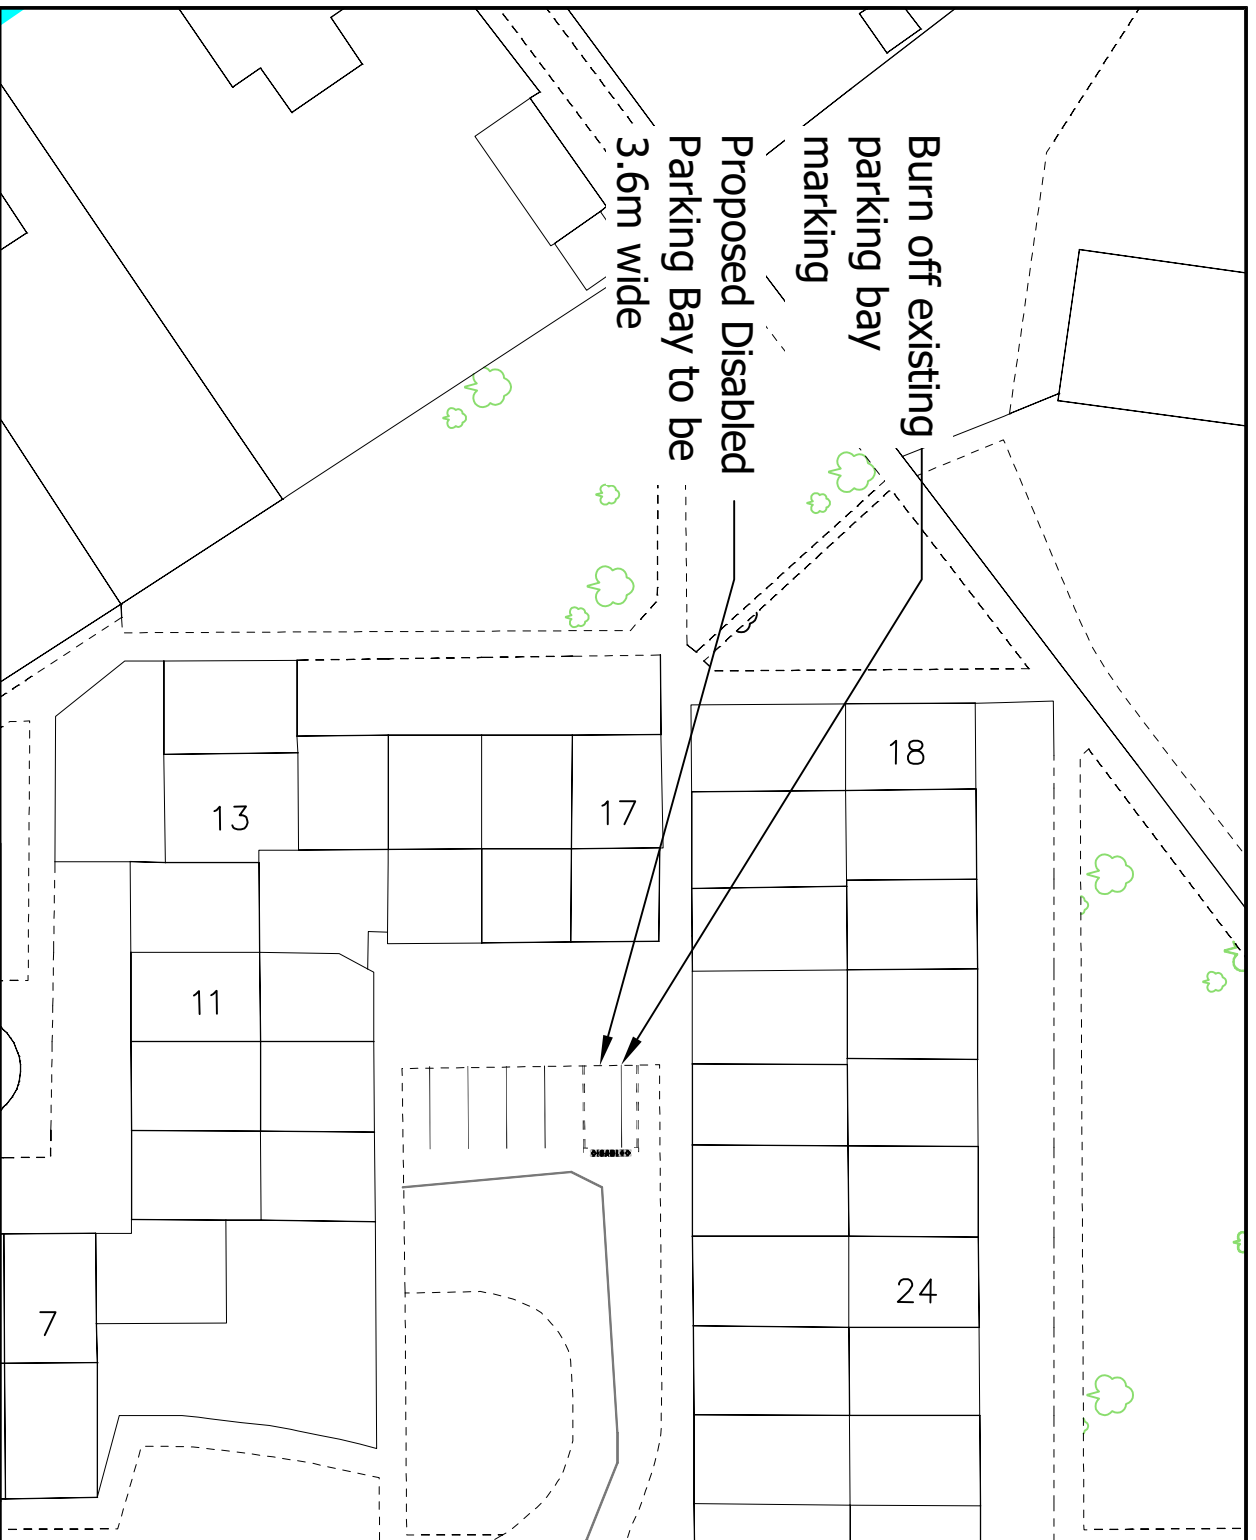 Burn off existing
parking bay
marking
Proposed Disabled
Parking Bay to be
3.6m wide
18
17
13
11
24
7
DISABLED